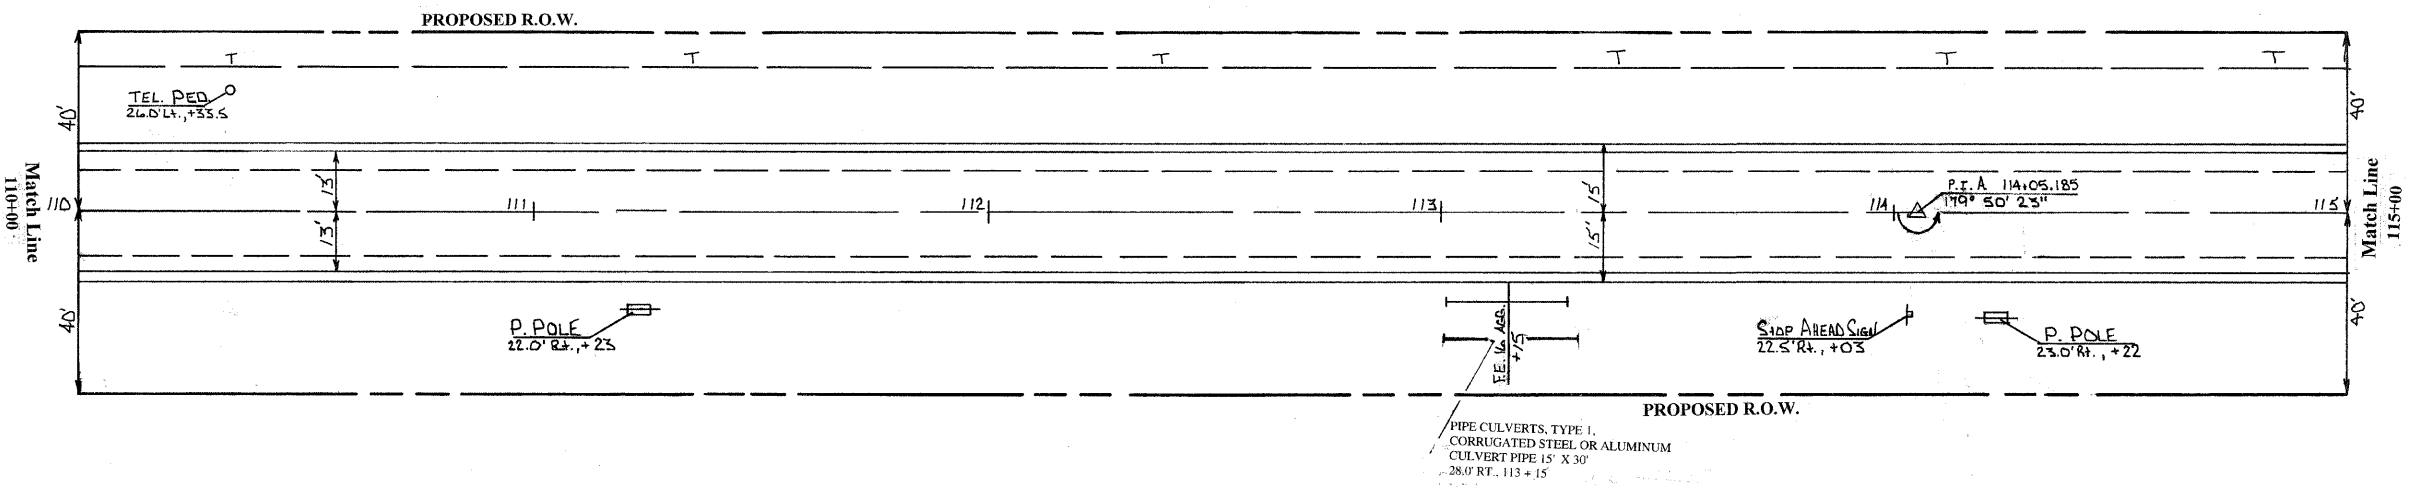 PROPOSED R.O.W.
T T T T T T
TEL. PED.
26.0' Lt., +33.5
40'
40'
Match Line
110+00
110
13'
13'
111
112
113
15'
15'
114
P.I. A 114+05.185
179° 50' 23"
115
Match Line
115+00
40'
40'
P. POLE
22.0' Rt., +23
F.E. W AGG.
+15
STOP AHEAD SIGN
22.5' Rt., +03
P. POLE
23.0' Rt., +22
PROPOSED R.O.W.
PIPE CULVERTS, TYPE 1,
CORRUGATED STEEL OR ALUMINUM
CULVERT PIPE 15' X 30'
28.0' RT., 113 + 15